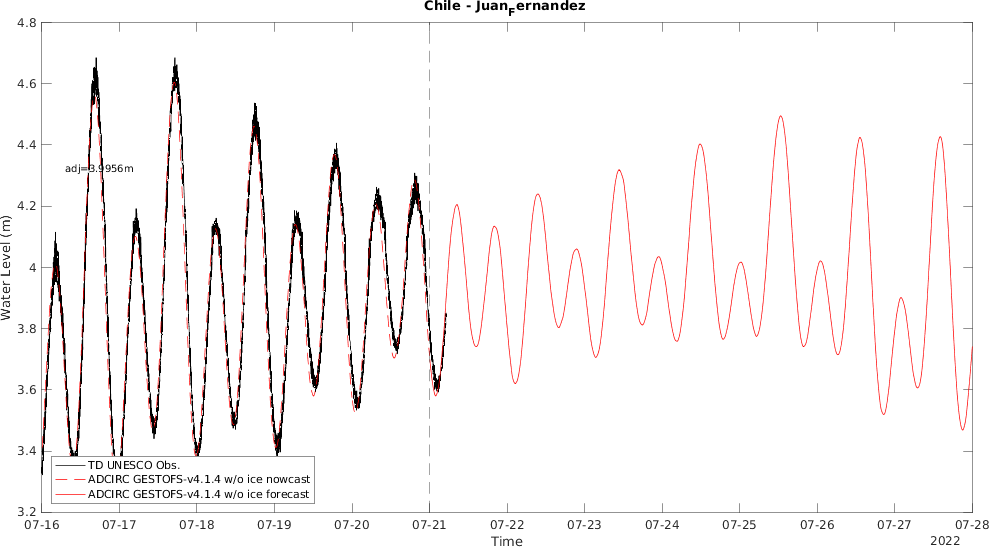 Chile - JuanFernandez
4.8
4.6
4.4
4.2
4
3.8
3.6
3.4
3.2
Water Level (m)
adj=3.9956m
TD UNESCO Obs.
ADCIRC GESTOFS-v4.1.4 w/o ice nowcast
ADCIRC GESTOFS-v4.1.4 w/o ice forecast
07-16 07-17 07-18 07-19 07-20 07-21 07-22 07-23 07-24 07-25 07-26 07-27 07-28
Time
2022